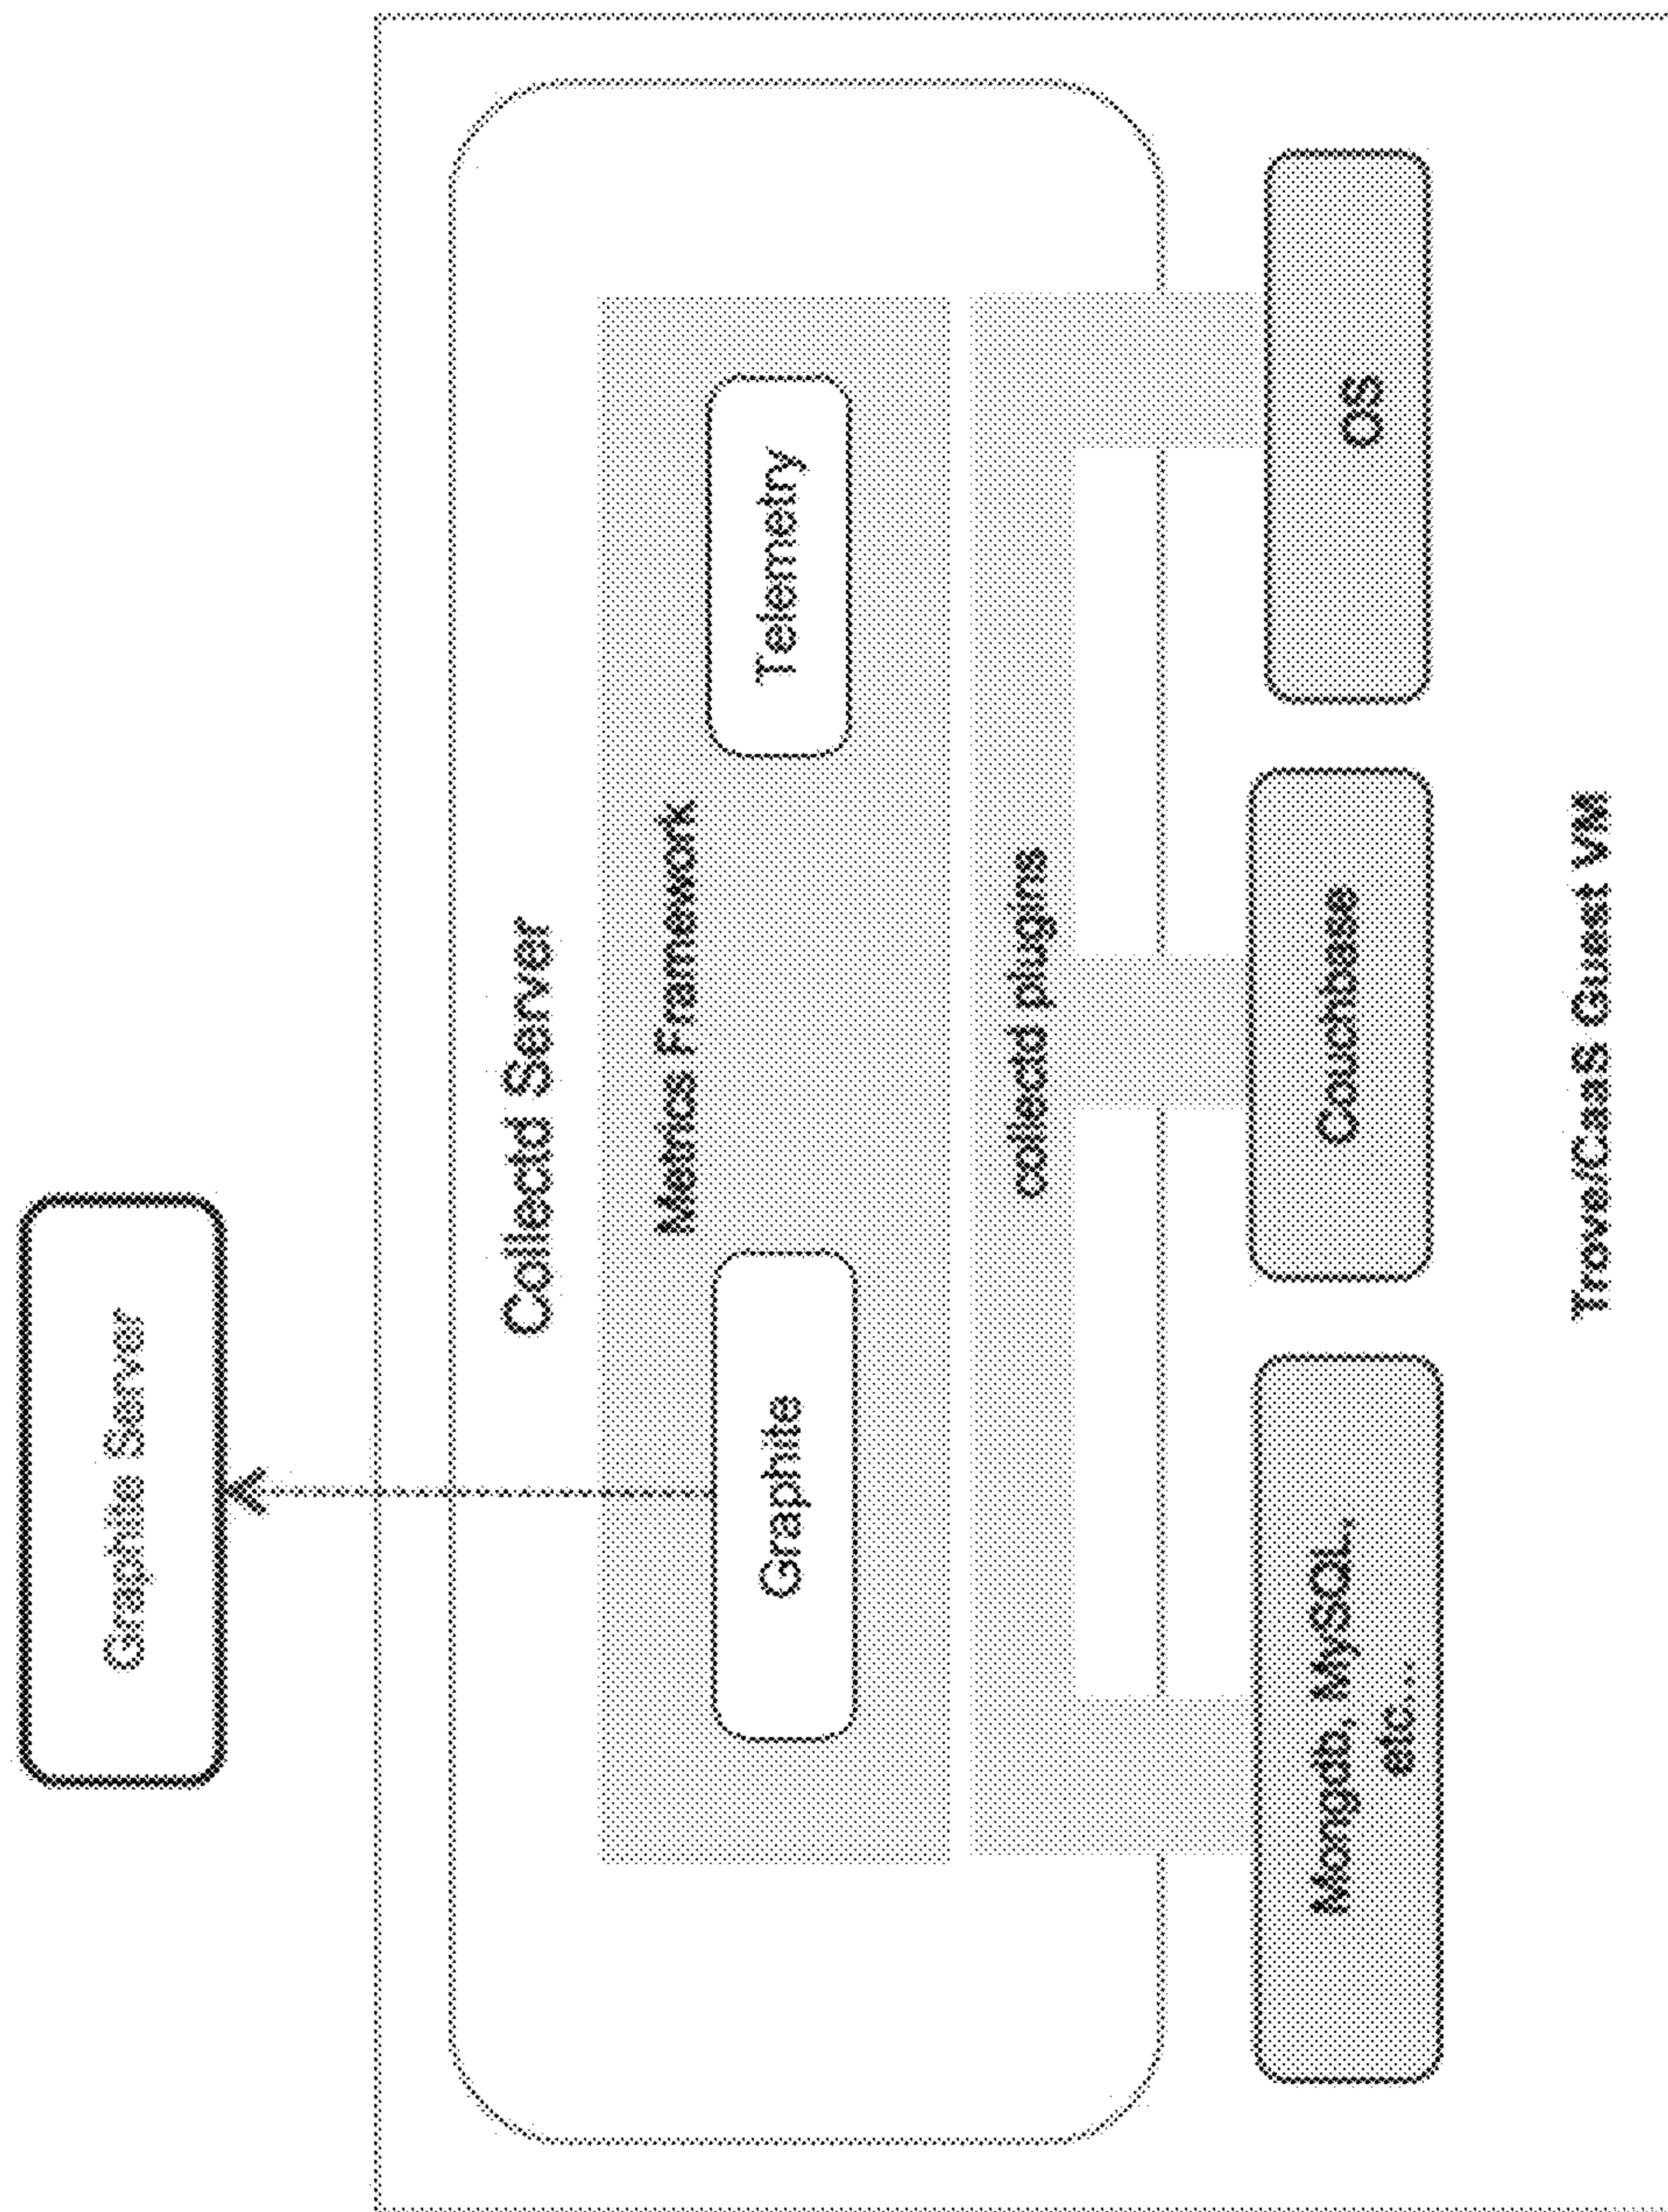 Graphite Server
Collectd Server
Metrics Framework
Graphite
Telemetry
collectd plugins
Mongdb, MySQL,
etc...
Couchbase
OS
Trove/CaaS Guest VM